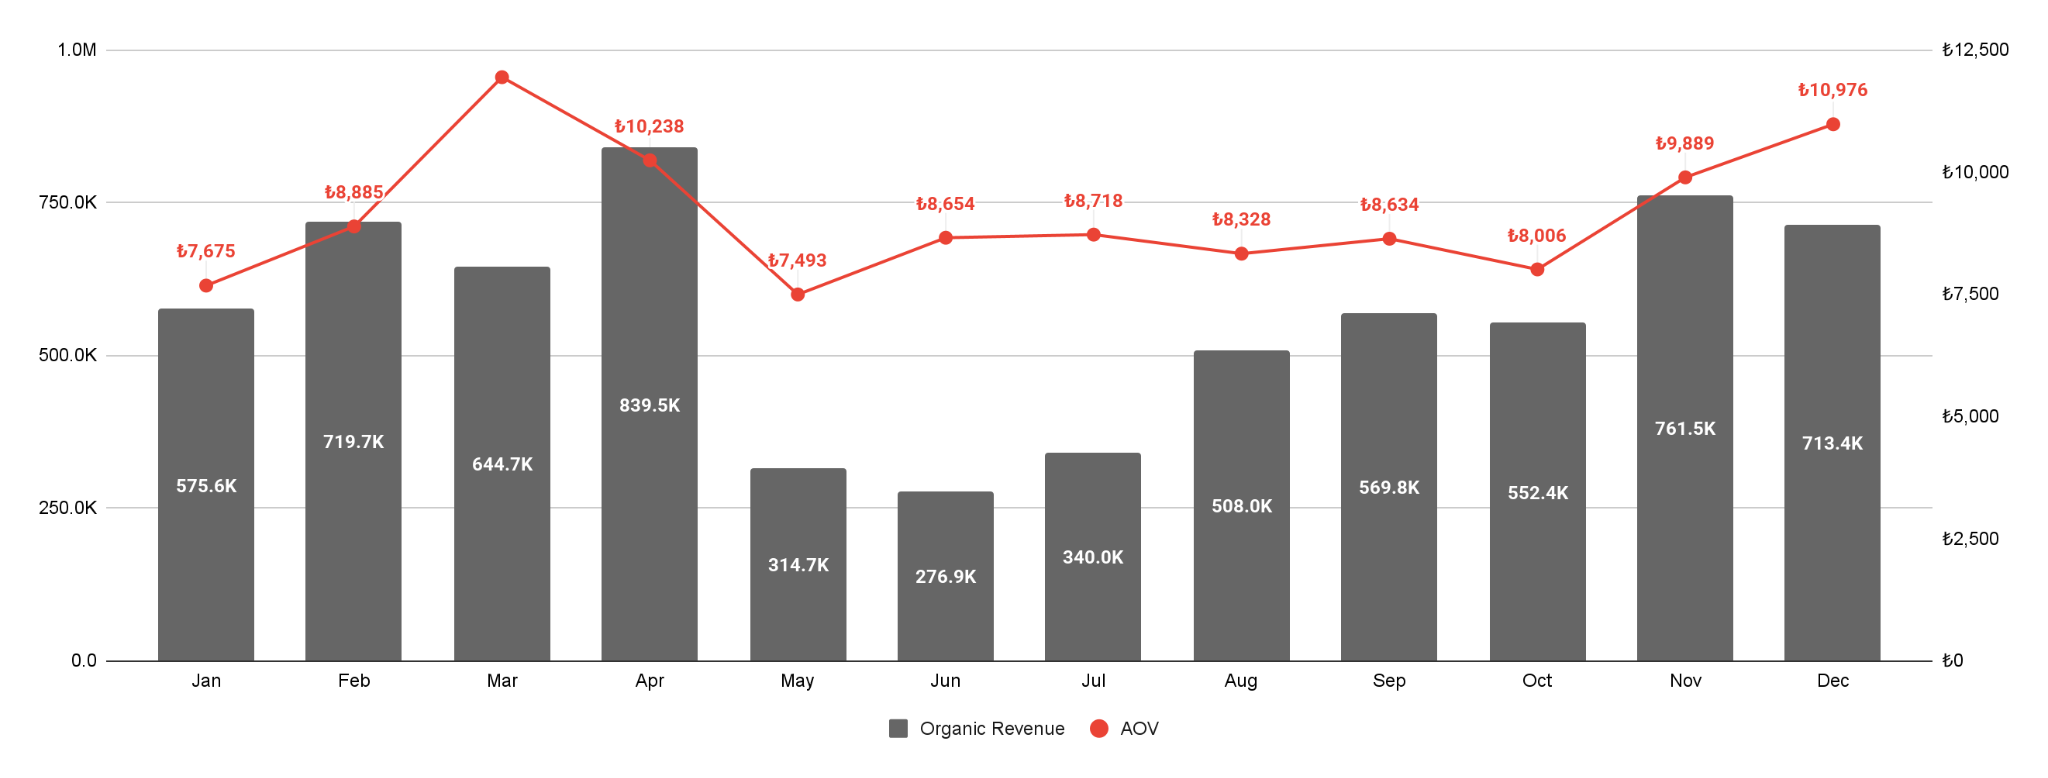 1.0M
750.0K
500.0K
250.0K
0.0
₺12,500
₺10,000
₺7,500
₺5,000
₺2,500
₺0
₺7,675
₺8,885
₺10,238
₺7,493
₺8,654
₺8,718
₺8,328
₺8,634
₺8,006
₺9,889
₺10,976
575.6K
719.7K
644.7K
839.5K
314.7K
276.9K
340.0K
508.0K
569.8K
552.4K
761.5K
713.4K
Jan Feb Mar Apr May Jun Jul Aug Sep Oct Nov Dec
Organic Revenue AOV